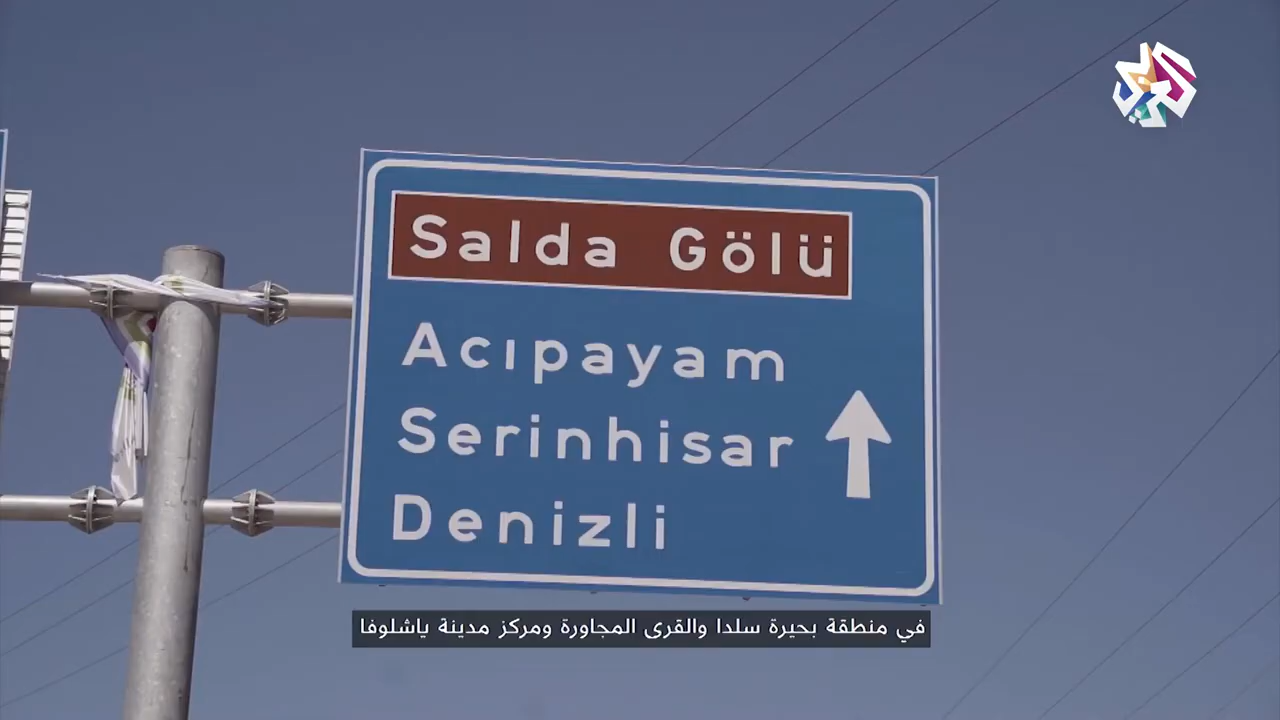 Salda Gölü
Acıpayam
Serinhisar
Denizli
في منطقة بحيرة سلدا والقرى المجاورة ومركز مدينة ياشلوفا